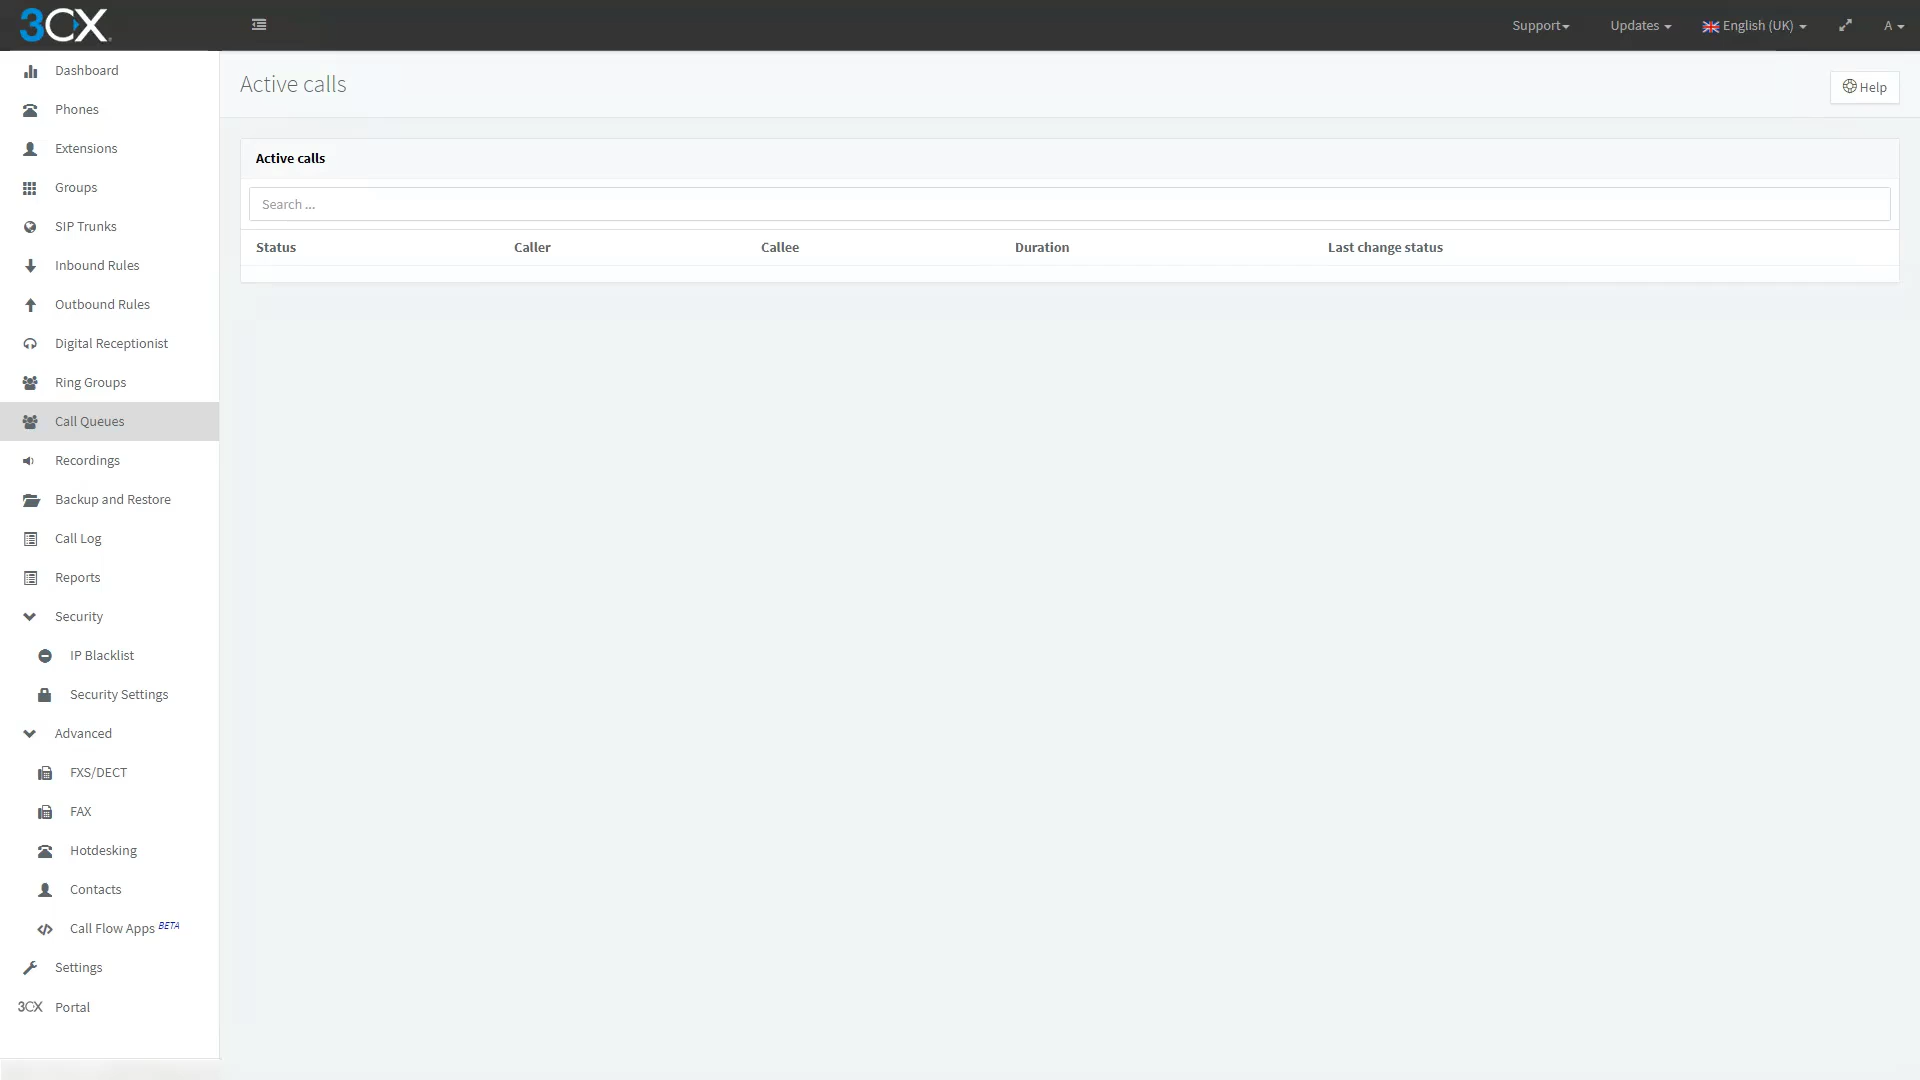 3CX
Support
Updates
English (UK)
A
Dashboard
Phones
Extensions
Groups
SIP Trunks
Inbound Rules
Outbound Rules
Digital Receptionist
Ring Groups
Call Queues
Recordings
Backup and Restore
Call Log
Reports
Security
IP Blacklist
Security Settings
Advanced
FXS/DECT
FAX
Hotdesking
Contacts
Call Flow Apps BETA
Settings
3CX Portal
Active calls
Help
Active calls
Search ...
Status Caller Callee Duration Last change status